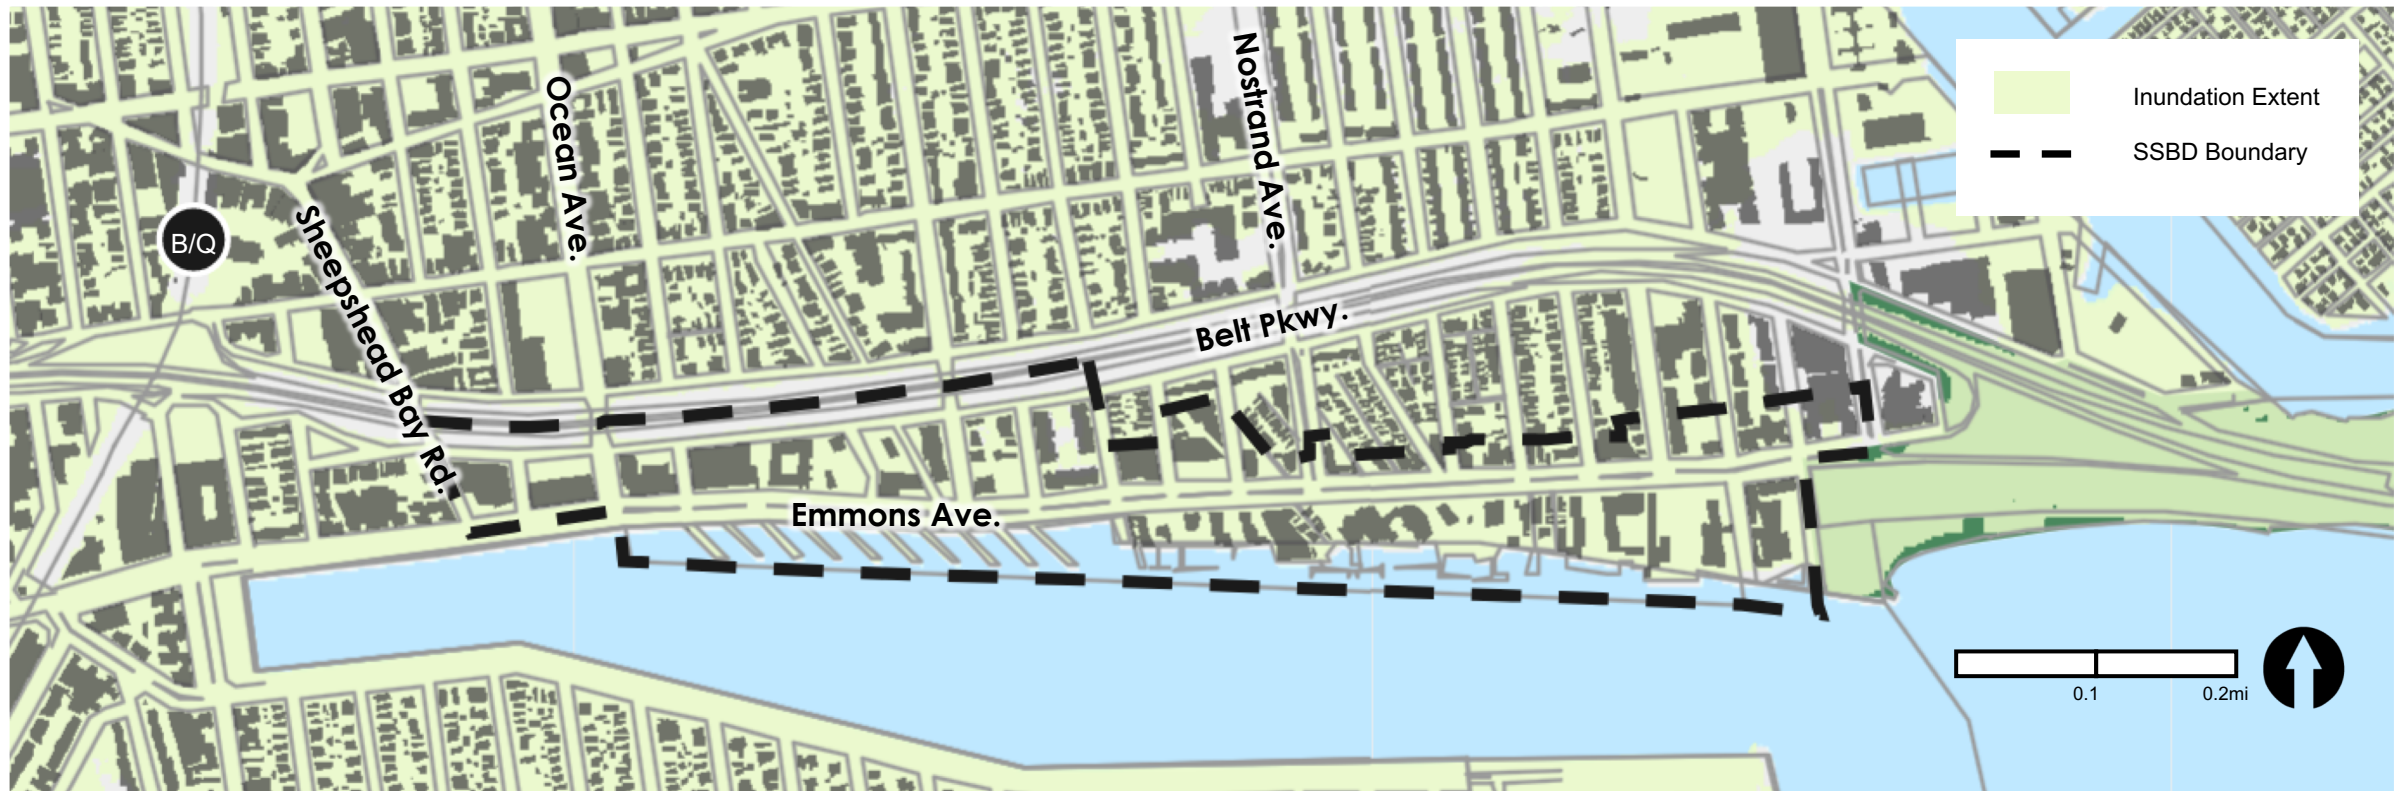 Nostrand Ave.
Ocean Ave.
Inundation Extent
SSBD Boundary
B/Q
Sheepshead Bay Rd.
Belt Pkwy.
Emmons Ave.
0.1
0.2mi